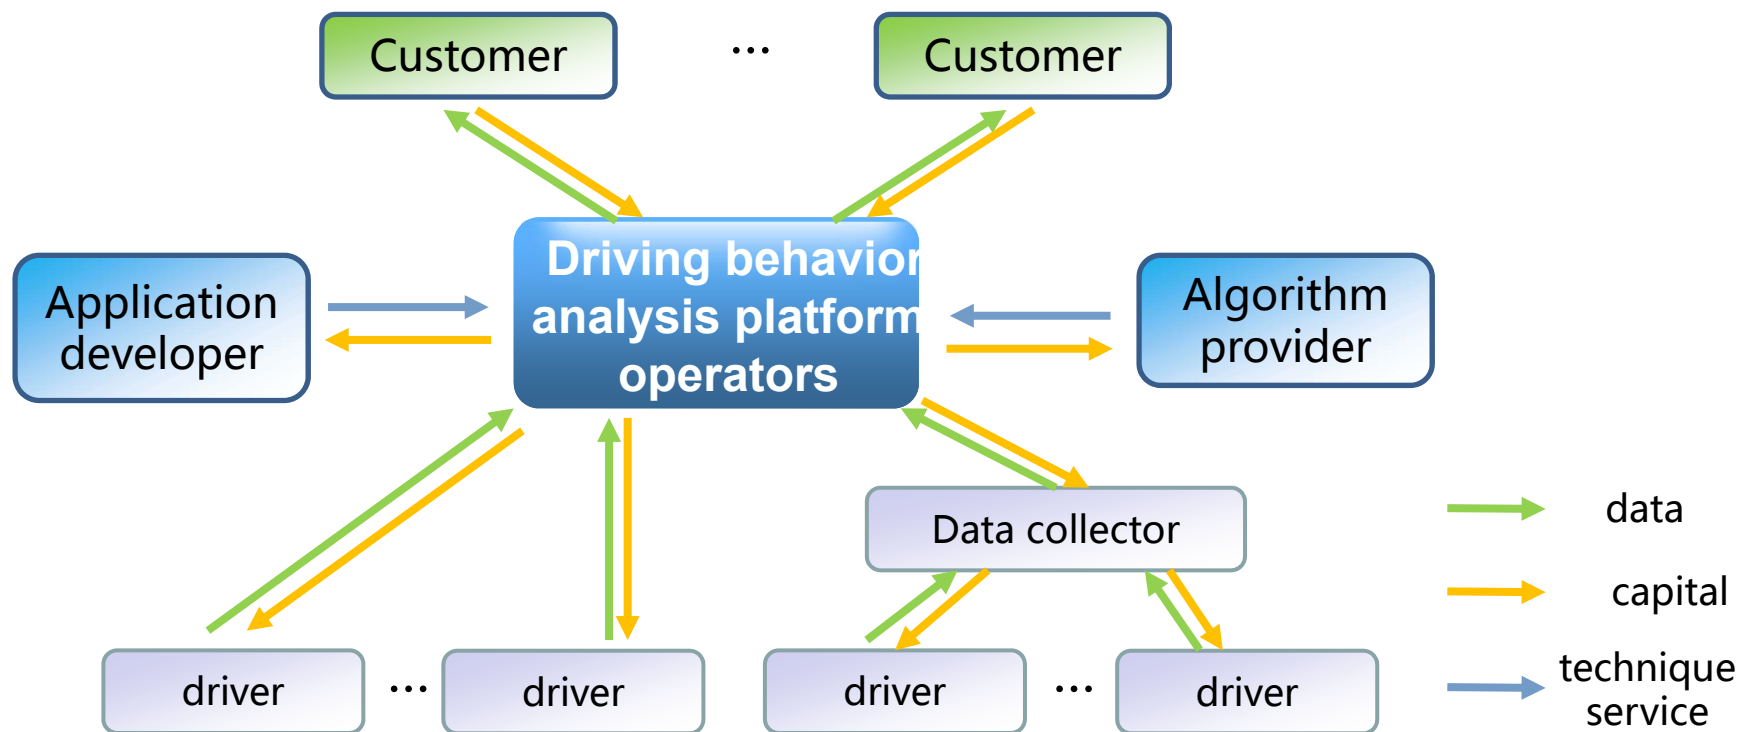 Customer
...
Customer
Driving behavior
analysis platform
operators
Application
developer
Algorithm
provider
Data collector
driver
...
driver
driver
...
driver
data
capital
technique
service